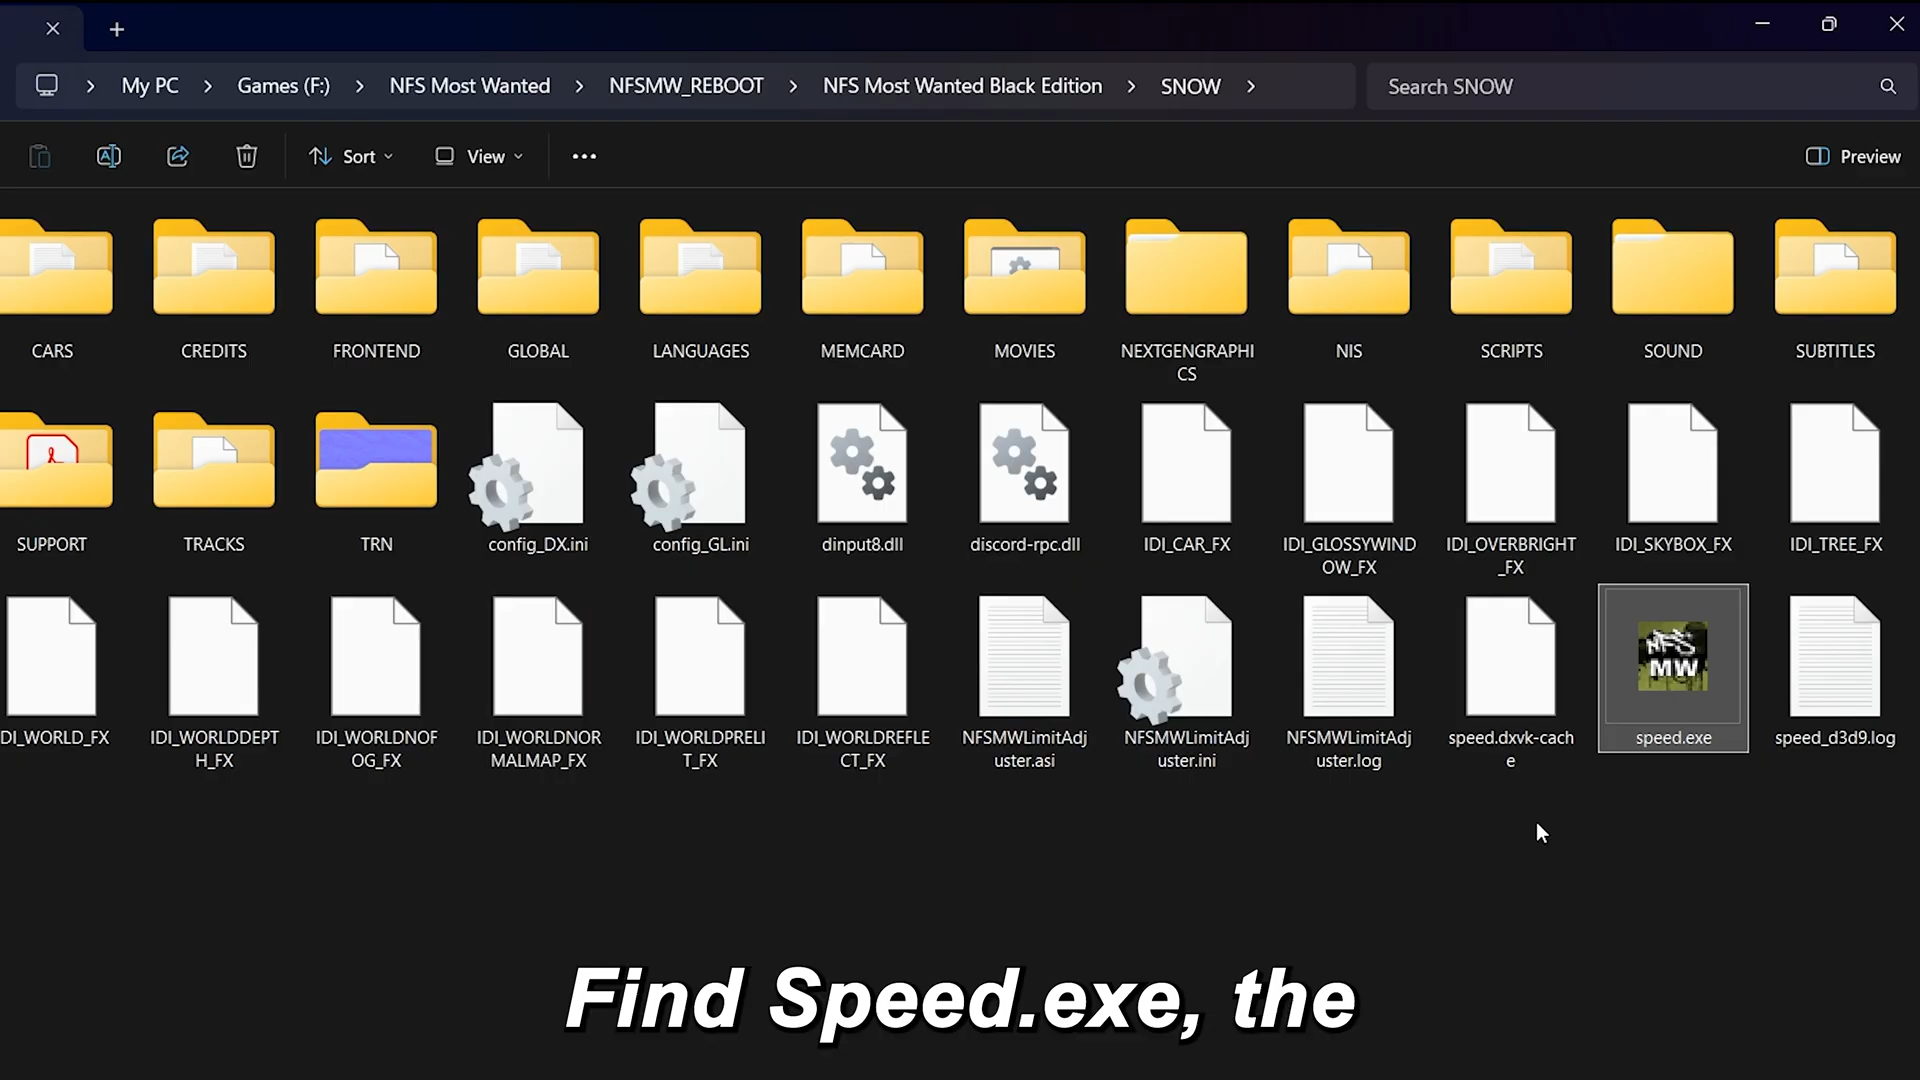 My PC > Games (F:) > NFS Most Wanted > NFSMW_REBOOT > NFS Most Wanted Black Edition > SNOW >
Search SNOW
Sort
View
Preview
CARS
CREDITS
FRONTEND
GLOBAL
LANGUAGES
MEMCARD
MOVIES
NEXTGENGRAPHI
CS
NIS
SCRIPTS
SOUND
SUBTITLES
SUPPORT
TRACKS
TRN
config_DX.ini
config_GL.ini
dinput8.dll
discord-rpc.dll
IDI_CAR_FX
IDI_GLOSSYWIND
OW_FX
IDI_OVERBRIGHT
_FX
IDI_SKYBOX_FX
IDI_TREE_FX
DI_WORLD_FX
IDI_WORLDDEPT
H_FX
IDI_WORLDNOF
OG_FX
IDI_WORLDNOR
MALMAP_FX
IDI_WORLDPRELI
T_FX
IDI_WORLDREFLE
CT_FX
NFSMWLimitAdj
uster.asi
NFSMWLimitAdj
uster.ini
NFSMWLimitAdj
uster.log
speed.dxvk-cach
e
NFS
MW
speed.exe
speed_d3d9.log
Find Speed.exe, the